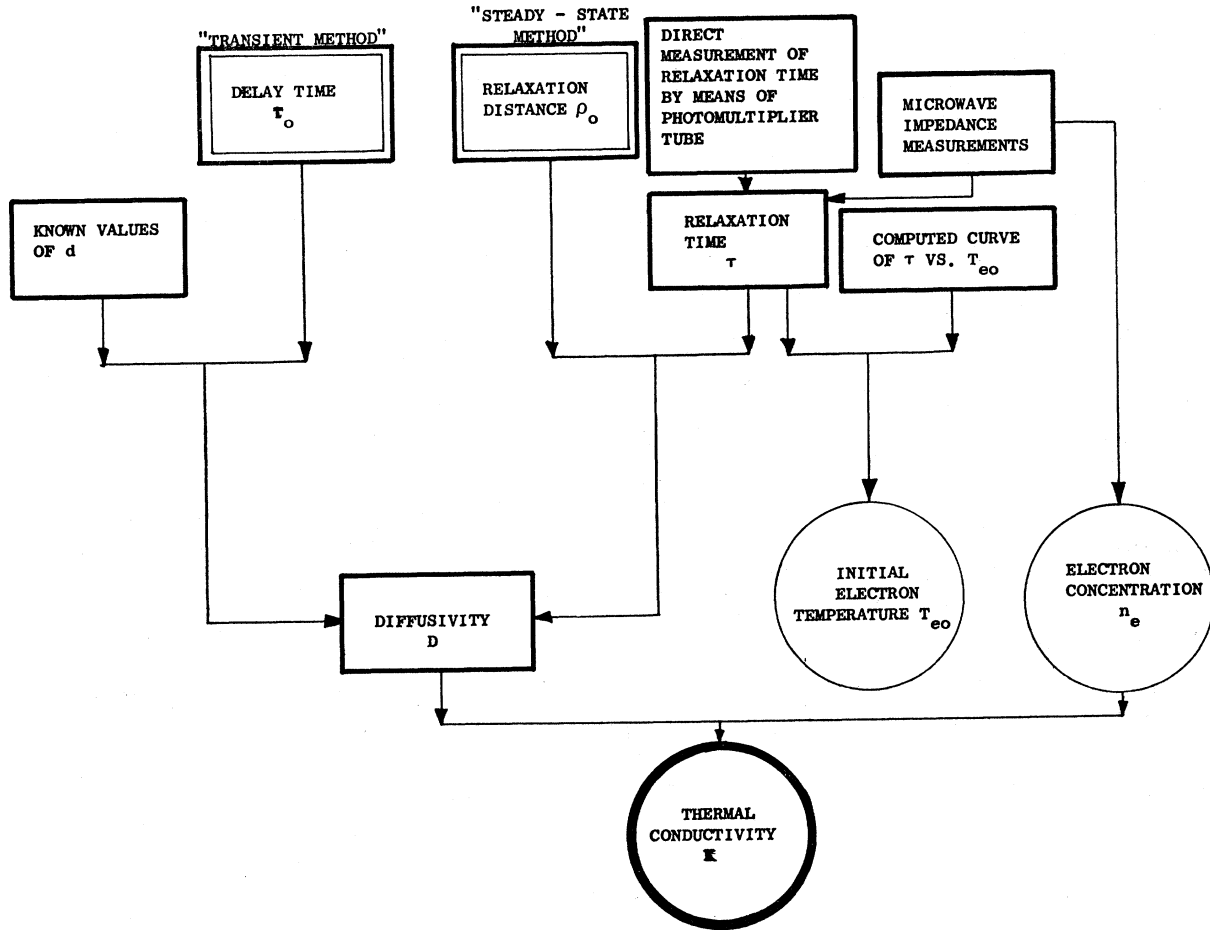 "TRANSIENT METHOD"
DELAY TIME
τo
"STEADY - STATE
METHOD"
RELAXATION
DISTANCE ρo
DIRECT
MEASUREMENT OF
RELAXATION TIME
BY MEANS OF
PHOTOMULTIPLIER
TUBE
MICROWAVE
IMPEDANCE
MEASUREMENTS
KNOWN VALUES
OF d
RELAXATION
TIME
τ
COMPUTED CURVE
OF τ VS. Teo
DIFFUSIVITY
D
INITIAL
ELECTRON
TEMPERATURE Teo
ELECTRON
CONCENTRATION
ne
THERMAL
CONDUCTIVITY
K